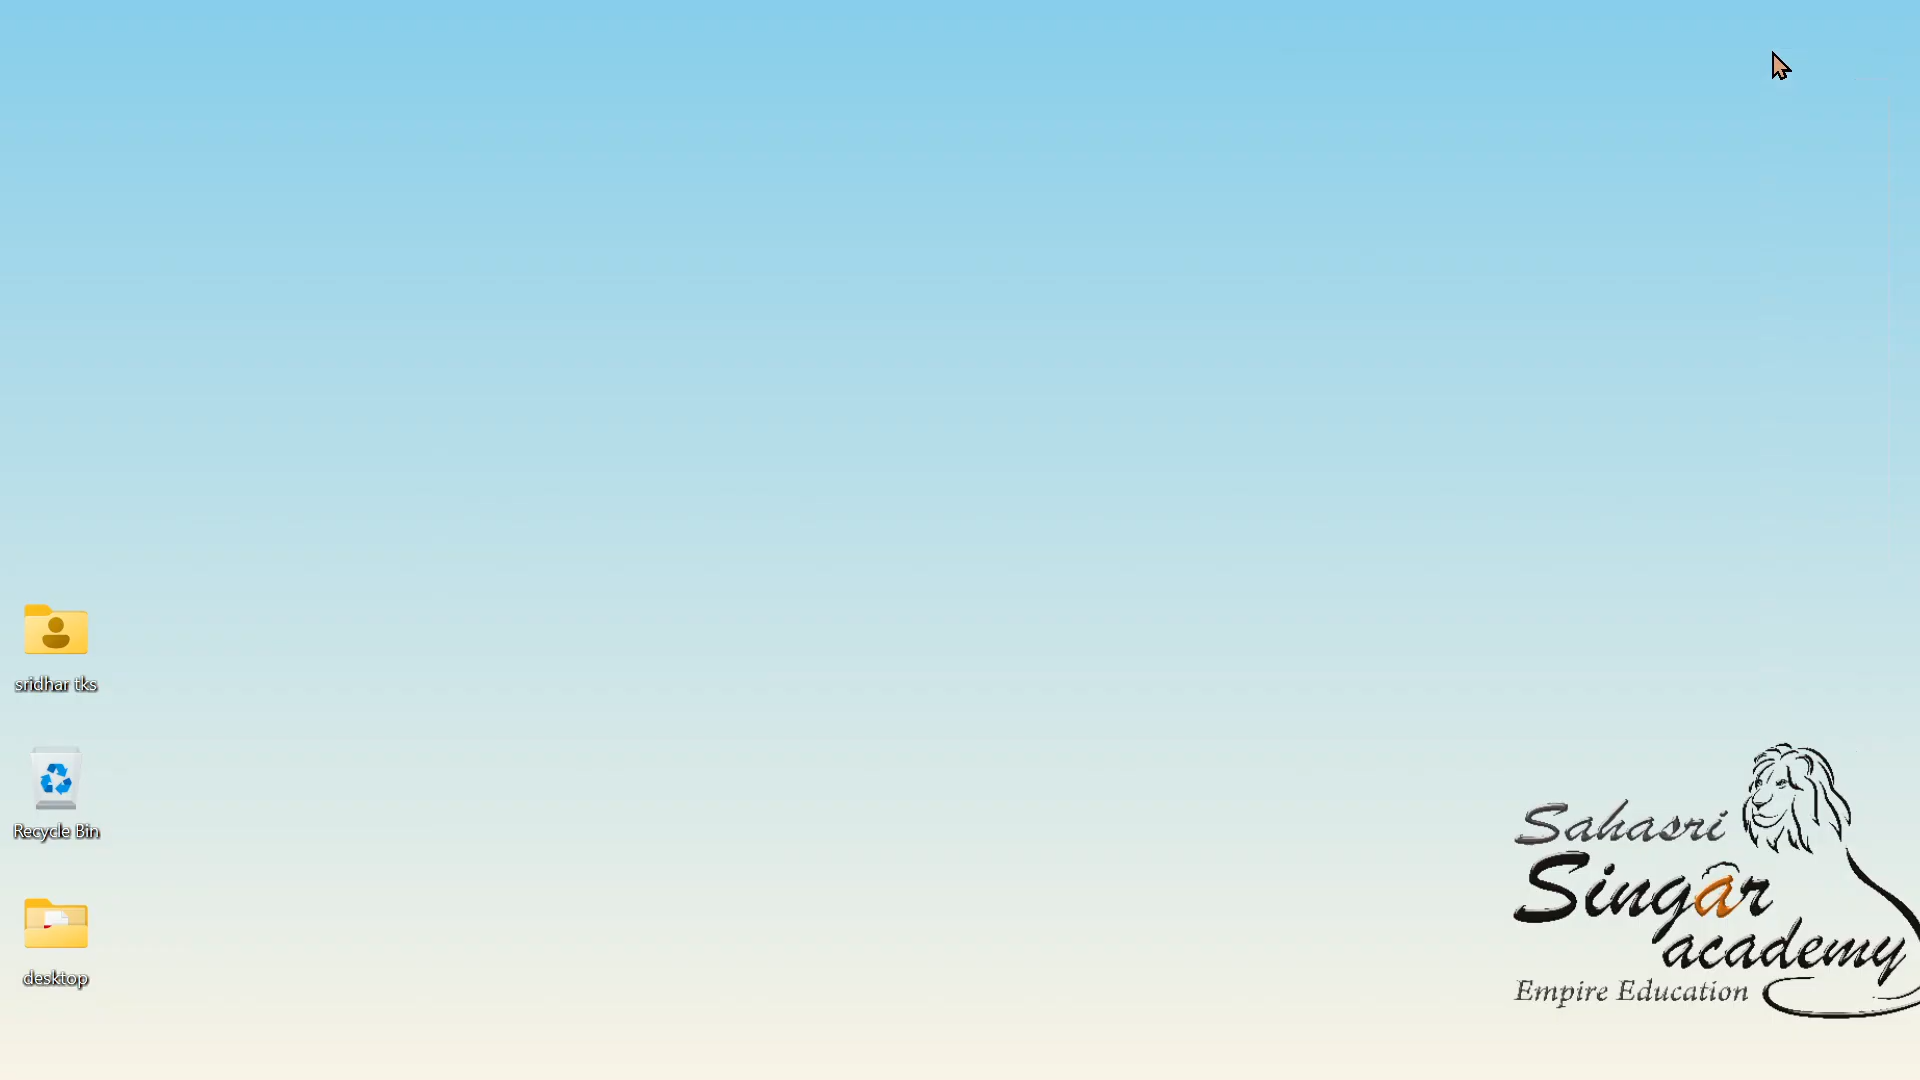 sridhar tks
Recycle Bin
desktop
Sahasri
Singar
academy
Empire Education